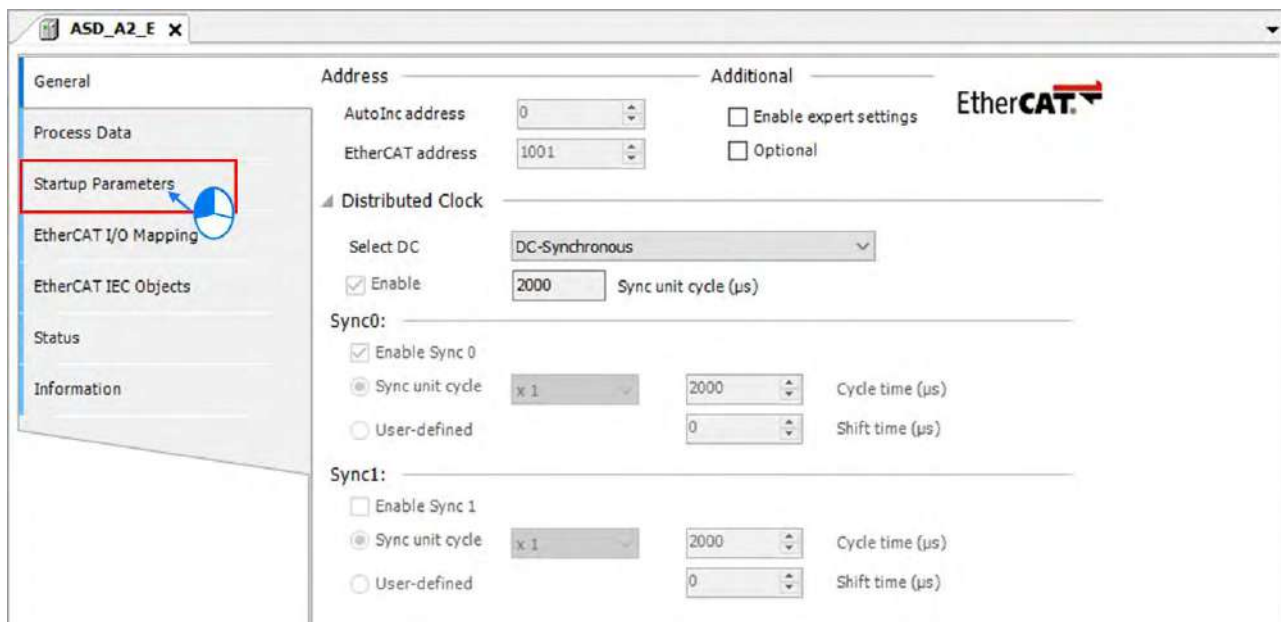 ASD_A2_E
General
Process Data
Startup Parameters
EtherCAT I/O Mapping
EtherCAT IEC Objects
Status
Information
Address
AutoInc address 0
EtherCAT address 1001
Additional
Enable expert settings
Optional
EtherCAT.
Distributed Clock
Select DC DC-Synchronous
Enable 2000 Sync unit cycle (µs)
Sync0:
Enable Sync 0
Sync unit cycle x 1 2000 Cycle time (µs)
User-defined 0 Shift time (µs)
Sync1:
Enable Sync 1
Sync unit cycle x 1 2000 Cycle time (µs)
User-defined 0 Shift time (µs)